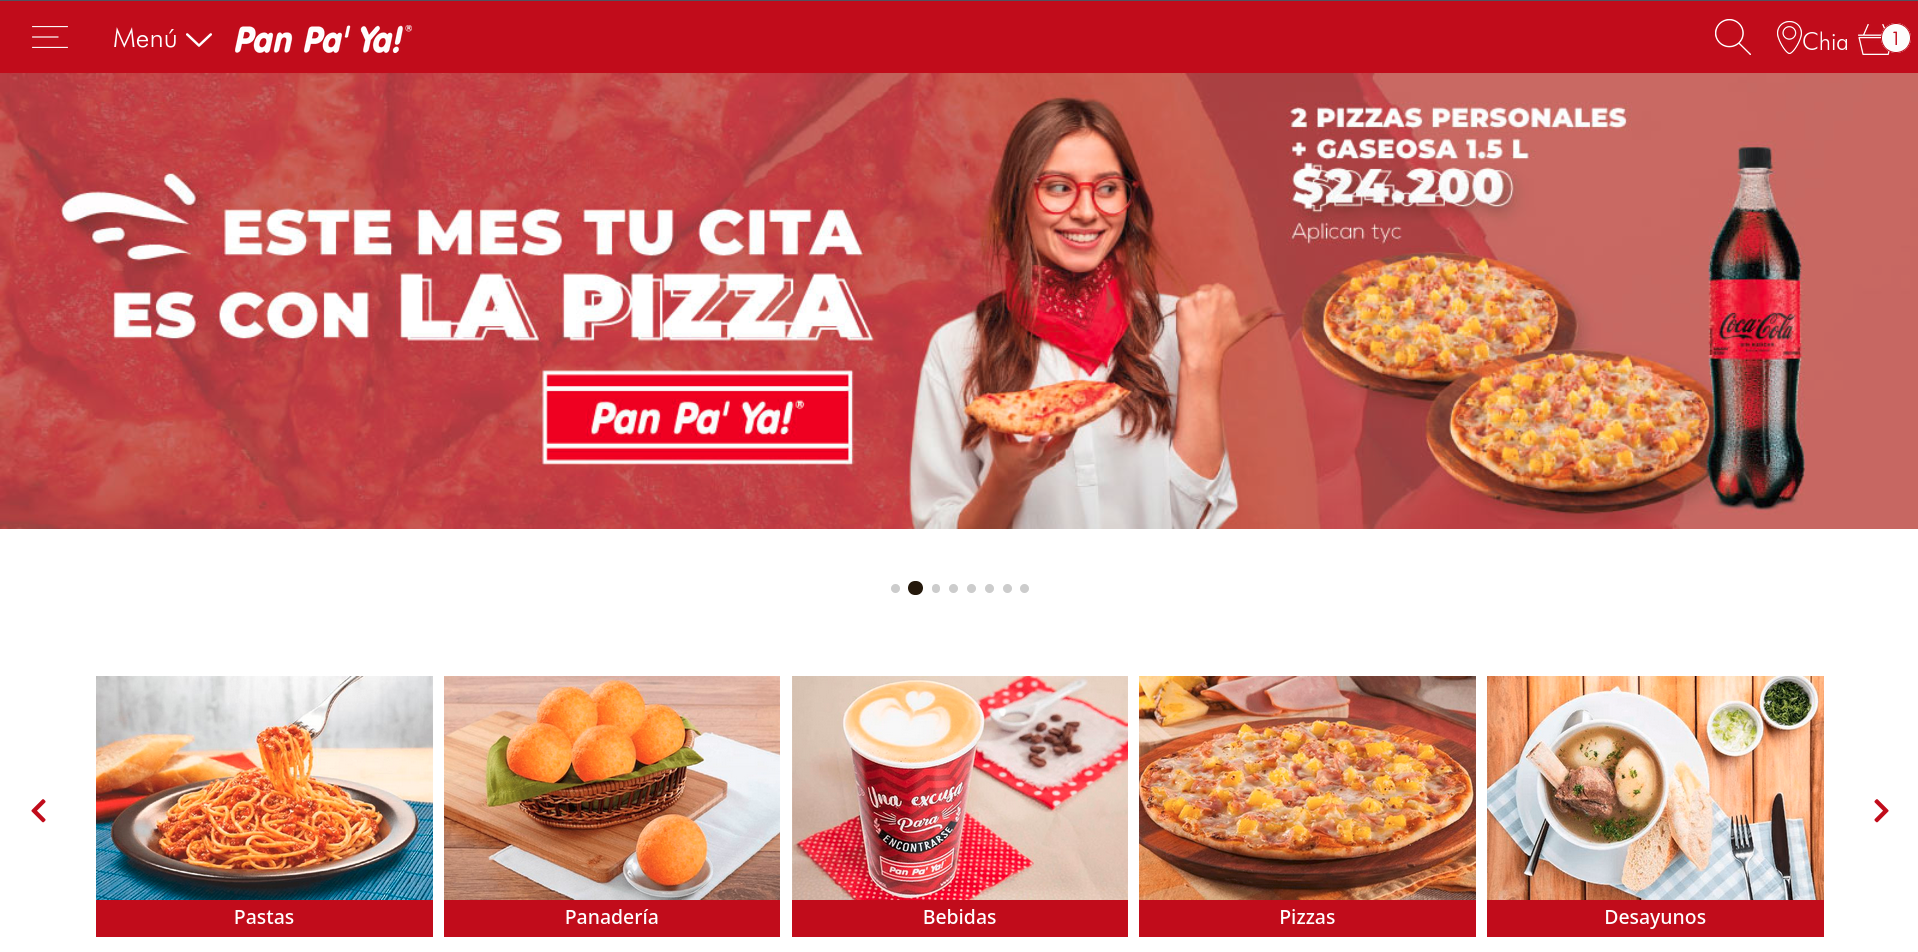 Menú
Pan Pa' Ya!®
Chia
1
ESTE MES TU CITA
ES CON LA PIZZA
Pan Pa' Ya!®
2 PIZZAS PERSONALES
+ GASEOSA 1.5 L
$24.200
Aplican tyc
Coca-Cola
Una excusa
Para
ENCONTRARSE
Pan Pa' Ya!
Pastas
Panadería
Bebidas
Pizzas
Desayunos